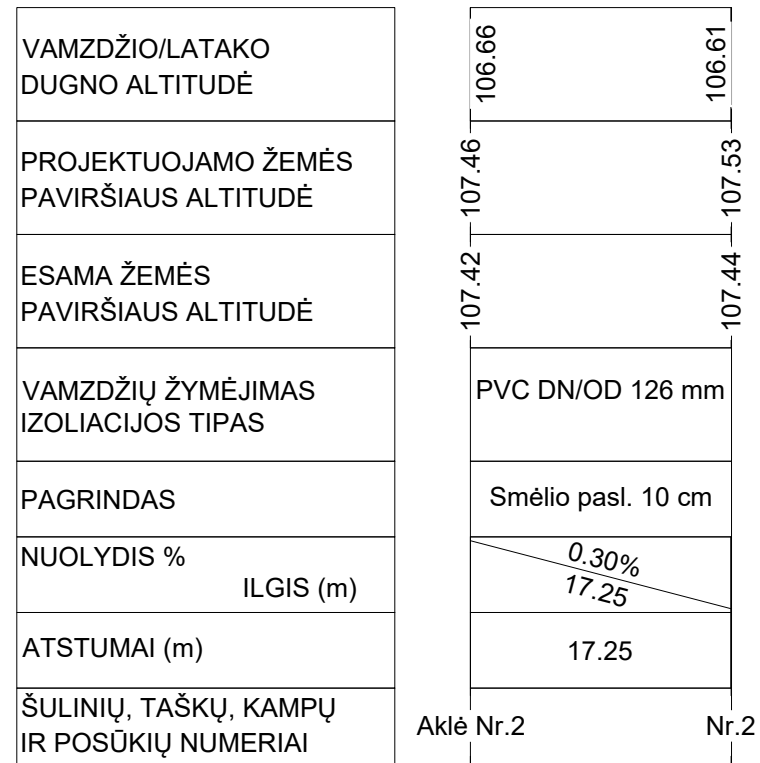 VAMZDŽIO/LATAKO
DUGNO ALTITUDĖ
106.66
106.61
PROJEKTUOJAMO ŽEMĖS
PAVIRŠIAUS ALTITUDĖ
107.46
107.53
ESAMA ŽEMĖS
PAVIRŠIAUS ALTITUDĖ
107.42
107.44
VAMZDŽIŲ ŽYMĖJIMAS
IZOLIACIJOS TIPAS
PVC DN/OD 126 mm
PAGRINDAS
Smėlio pasl. 10 cm
NUOLYDIS %
ILGIS (m)
0.30%
17.25
ATSTUMAI (m)
17.25
ŠULINIŲ, TAŠKŲ, KAMPŲ
IR POSŪKIŲ NUMERIAI
Aklė Nr.2
Nr.2